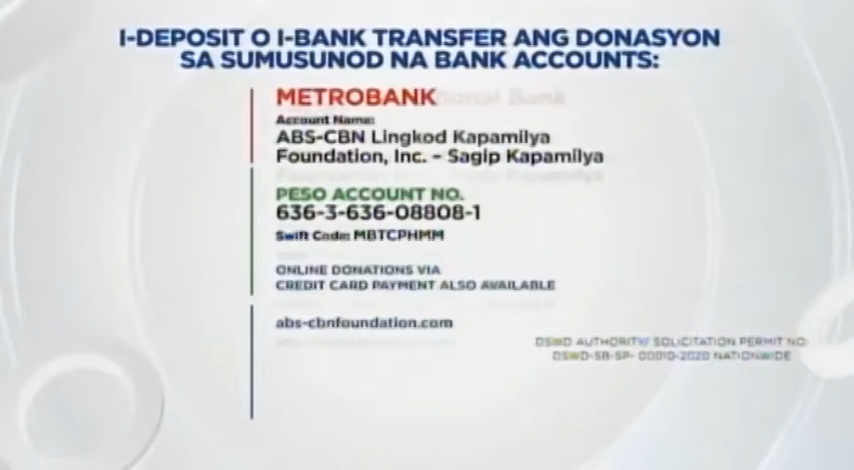 I-DEPOSIT O I-BANK TRANSFER ANG DONASYON
SA SUMUSUNOD NA BANK ACCOUNTS:
METROBANK
Account Name:
ABS-CBN Lingkod Kapamilya
Foundation, Inc. - Sagip Kapamilya
PESO ACCOUNT NO.
636-3-636-08808-1
Swift Code: MBTCPHMM
ONLINE DONATIONS VIA
CREDIT CARD PAYMENT ALSO AVAILABLE
abs-cbnfoundation.com
DSWD AUTHORITY/ SOLICITATION PERMIT NO:
DSWD-SB-SP- 00010-2020 NATIONWIDE